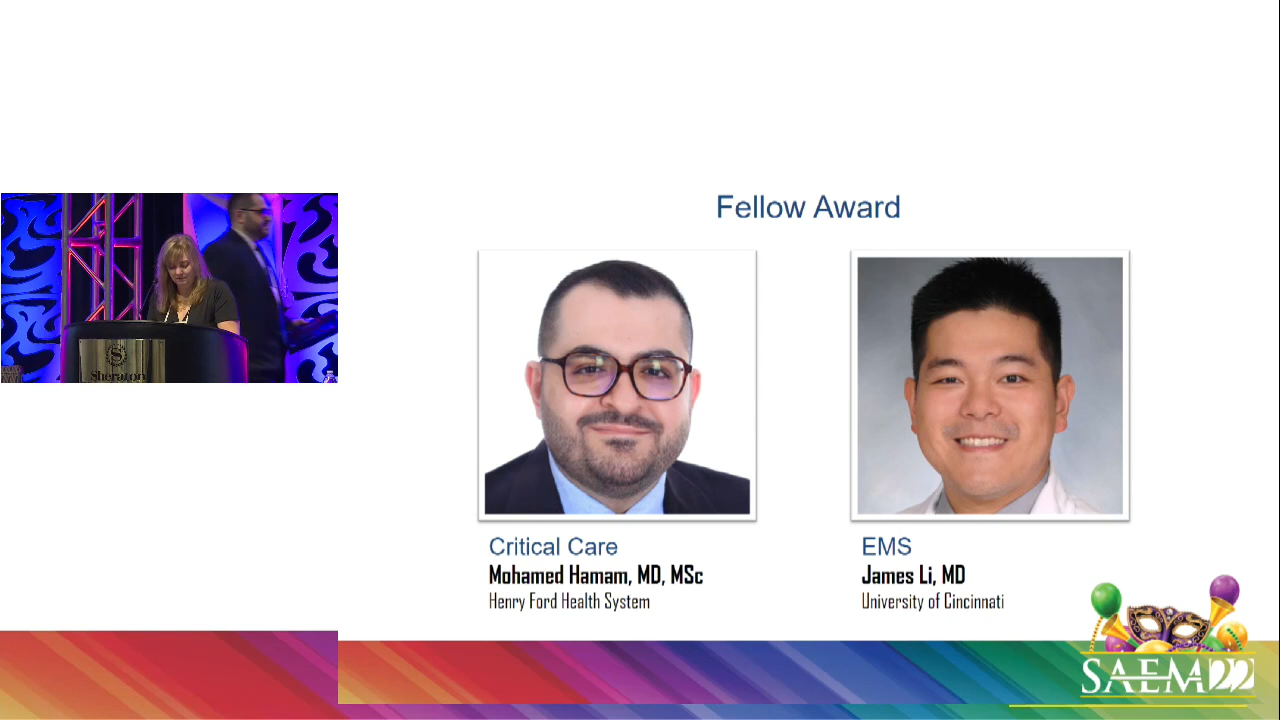 Fellow Award
Critical Care
Mohamed Hamam, MD, MSc
Henry Ford Health System
EMS
James Li, MD
University of Cincinnati
Sheraton
SAEM22